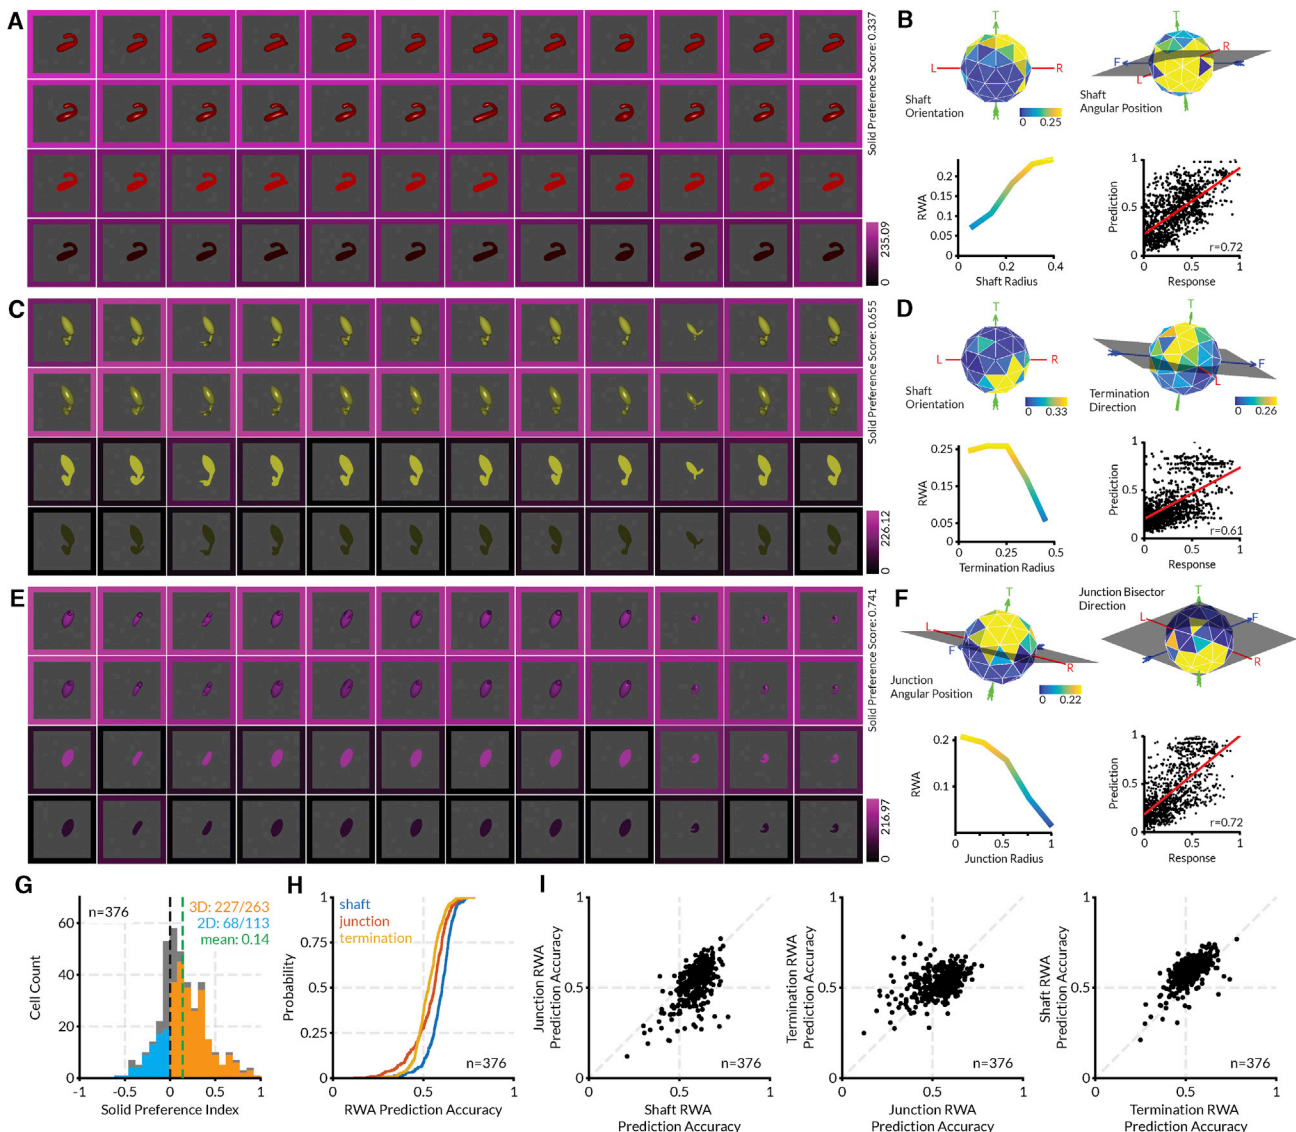 A
Solid Preference Score: 0.337
235.09
0
B
T
L
R
Shaft
Orientation
0 0.25
F
R
L
Shaft
Angular Position
RWA
0.2
0.15
0.1
0.05
0
0 0.2 0.4
Shaft Radius
Prediction
1
0.5
0
r=0.72
0 0.5 1
Response
C
Solid Preference Score: 0.655
226.12
0
D
T
L
R
Shaft
Orientation
0 0.33
T
F
L
Termination
Direction
0 0.26
RWA
0.25
0.15
0.05
0
0 0.25 0.5
Termination Radius
Prediction
1
0.5
0
r=0.61
0 0.5 1
Response
E
Solid Preference Score: 0.741
216.97
0
F
T
L
F
R
Junction
Angular Position
0 0.22
Junction Bisector
Direction
T
L
F
R
RWA
0.2
0.1
0 0.5 1
Junction Radius
Prediction
1
0.5
0
r=0.72
0 0.5 1
Response
G
n=376
3D: 227/263
2D: 68/113
mean: 0.14
Cell Count
60
40
20
0
-1 -0.5 0 0.5 1
Solid Preference Index
H
shaft
junction
termination
Probability
1
0.75
0.5
0.25
0
n=376
0 0.5 1
RWA Prediction Accuracy
I
Junction RWA
Prediction Accuracy
1
0.5
0
n=376
0 0.5 1
Shaft RWA
Prediction Accuracy
Termination RWA
Prediction Accuracy
1
0.5
0
n=376
0 0.5 1
Junction RWA
Prediction Accuracy
Shaft RWA
Prediction Accuracy
1
0.5
0
n=376
0 0.5 1
Termination RWA
Prediction Accuracy